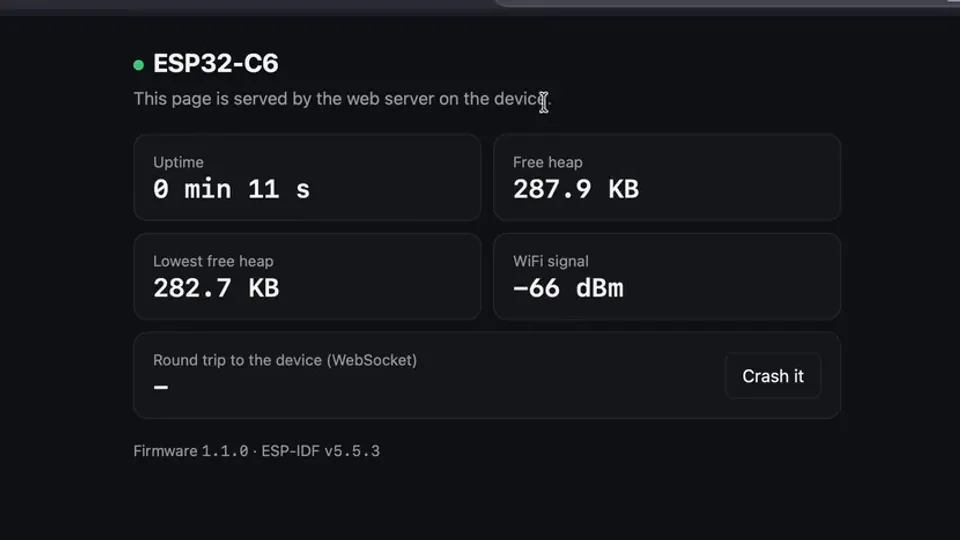 ESP32-C6
This page is served by the web server on the device.
Uptime
0 min 11 s
Free heap
287.9 KB
Lowest free heap
282.7 KB
WiFi signal
−66 dBm
Round trip to the device (WebSocket)
–
Crash it
Firmware 1.1.0 · ESP-IDF v5.5.3